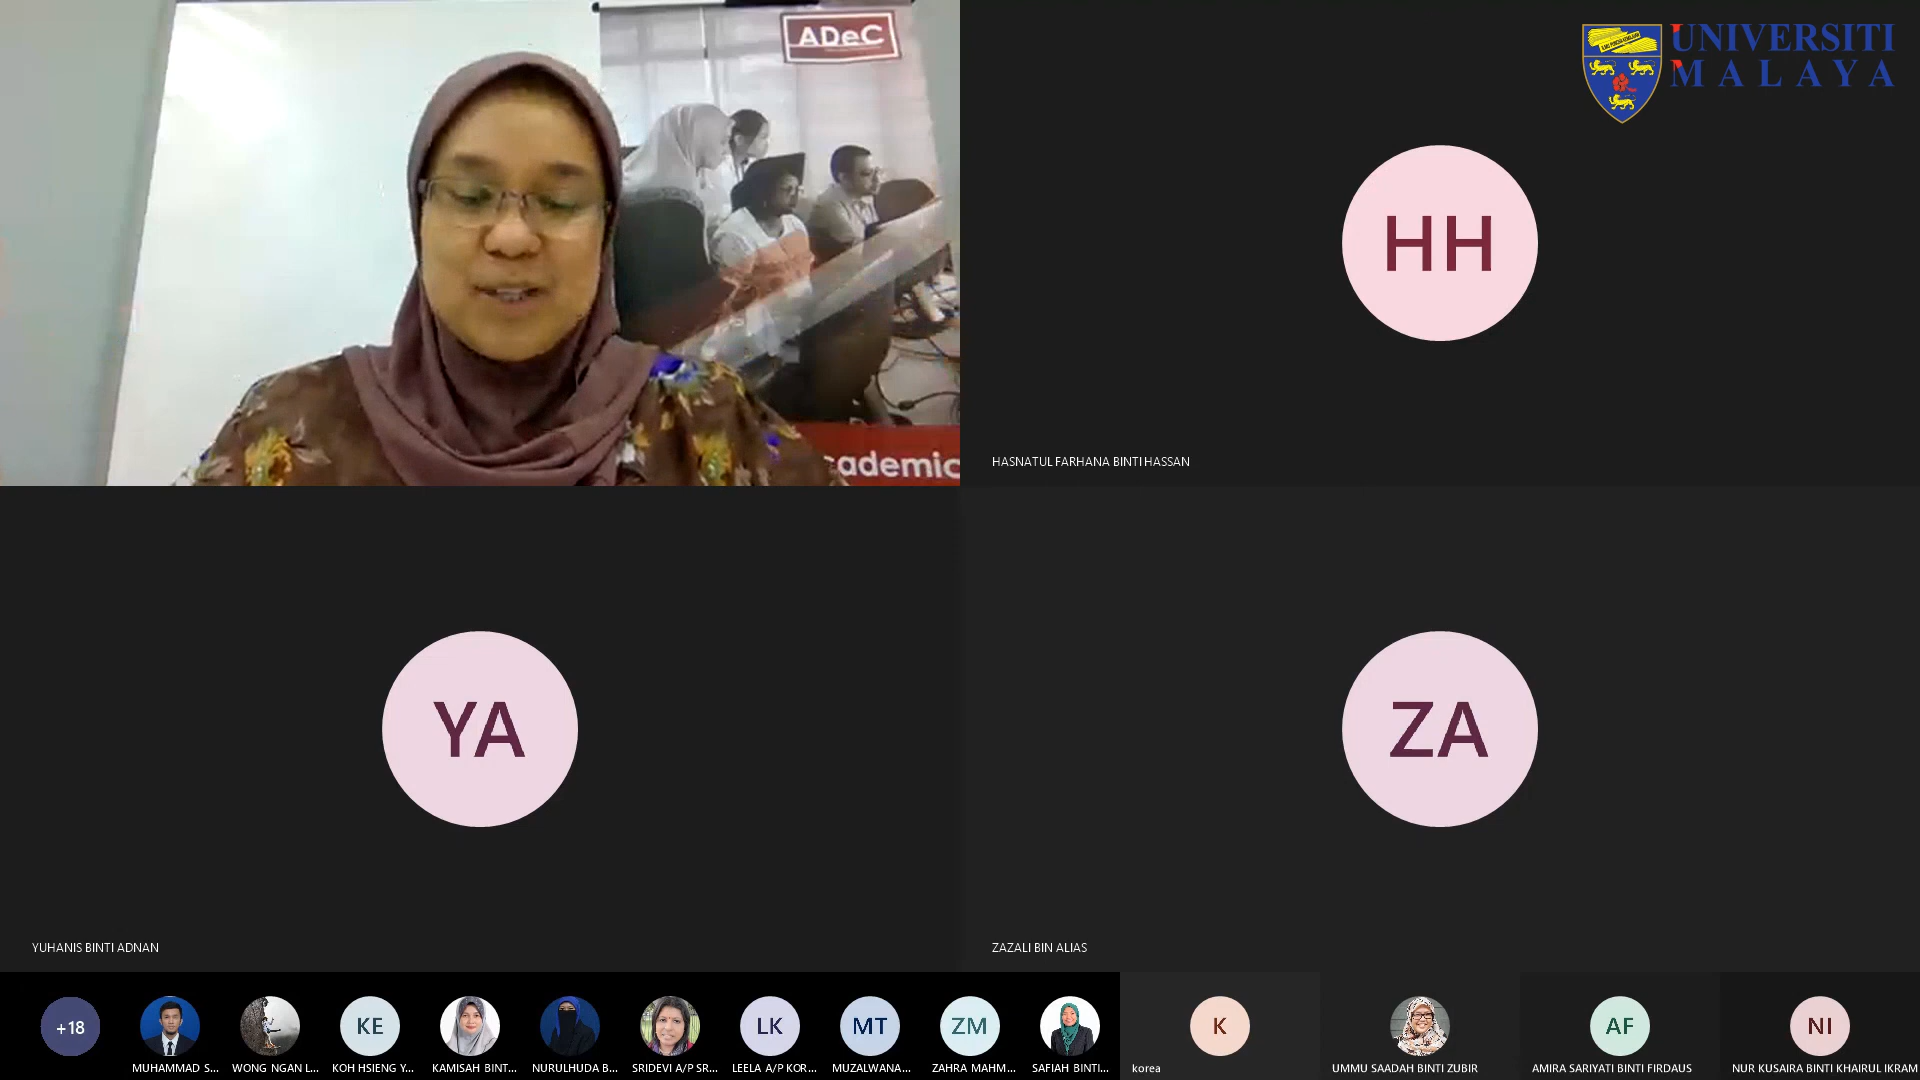 ADeC
cademic
UNIVERSITI
MALAYA
HH
HASNATUL FARHANA BINTI HASSAN
YA
YUHANIS BINTI ADNAN
ZA
ZAZALI BIN ALIAS
+18
MUHAMMAD S...
WONG NGAN L...
KE
KOH HSIENG Y...
KAMISAH BINT...
NURULHUDA B...
SRIDEVI A/P SR...
LK
LEELA A/P KOR...
MT
MUZALWANA...
ZM
ZAHRA MAHM...
SAFIAH BINTI...
K
korea
UMMU SAADAH BINTI ZUBIR
AF
AMIRA SARIYATI BINTI FIRDAUS
NI
NUR KUSAIRA BINTI KHAIRUL IKRAM